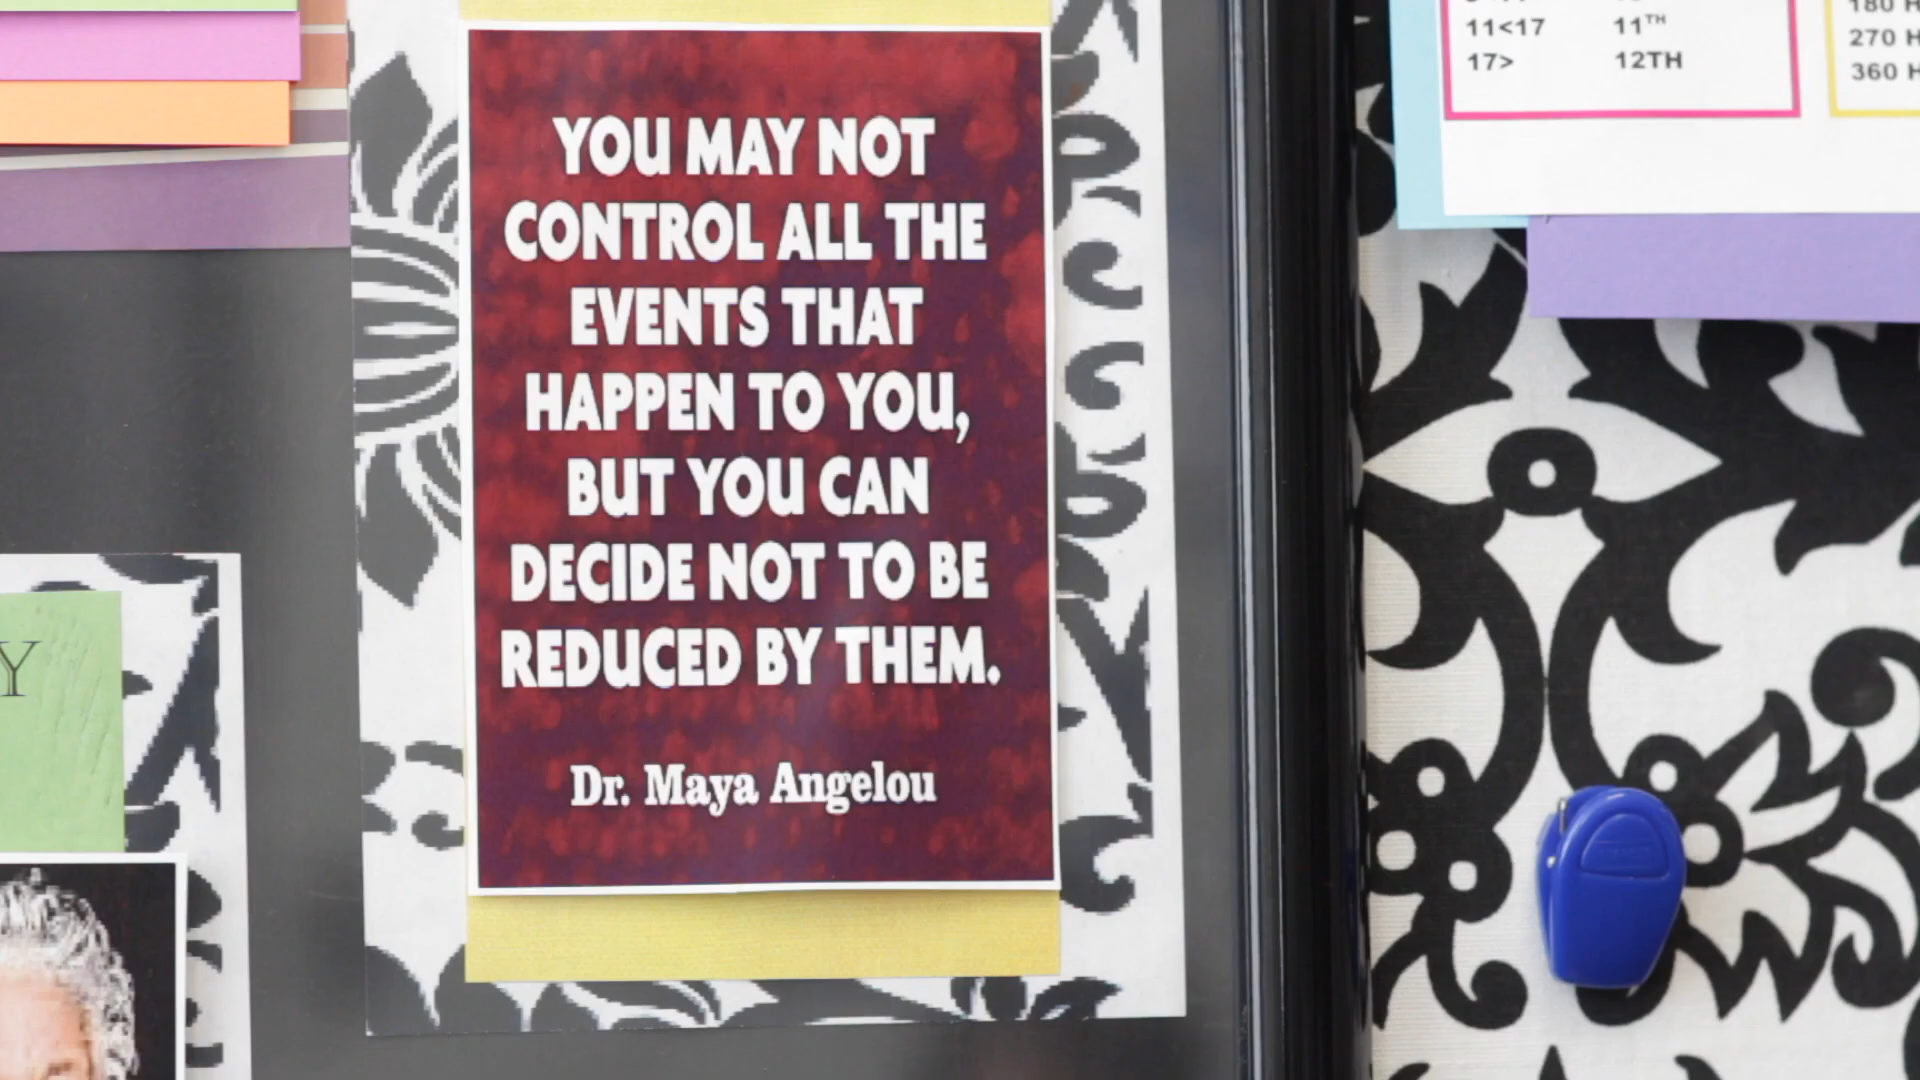 YOU MAY NOT
CONTROL ALL THE
EVENTS THAT
HAPPEN TO YOU,
BUT YOU CAN
DECIDE NOT TO BE
REDUCED BY THEM.
Dr. Maya Angelou
11<17 11TH
17> 12TH
180 H
270 H
360 H
Y